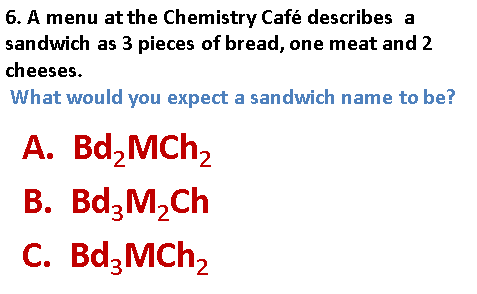 6. A menu at the Chemistry Café describes a
sandwich as 3 pieces of bread, one meat and 2
cheeses.
What would you expect a sandwich name to be?
A. Bd₂MCh₂
B. Bd₃M₂Ch
C. Bd₃MCh₂